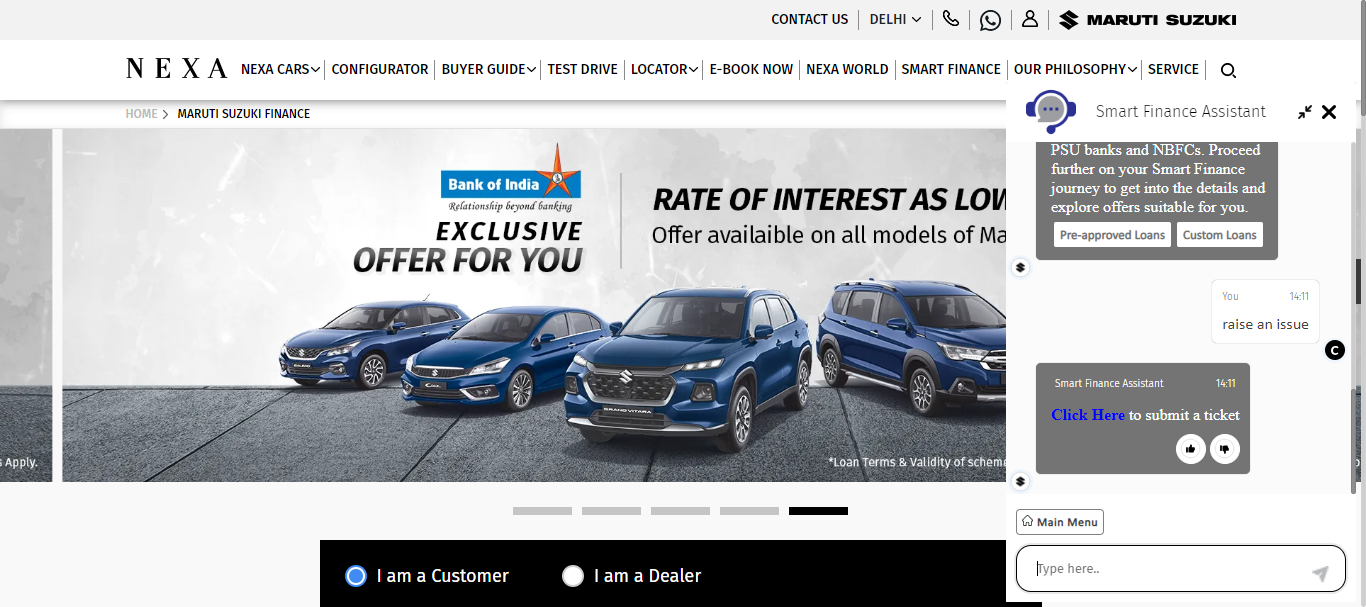 CONTACT US
DELHI
MARUTI SUZUKI
NEXA
NEXA CARS
CONFIGURATOR
BUYER GUIDE
TEST DRIVE
LOCATOR
E-BOOK NOW
NEXA WORLD
SMART FINANCE
OUR PHILOSOPHY
SERVICE
HOME
MARUTI SUZUKI FINANCE
Bank of India
Relationship beyond banking
EXCLUSIVE
OFFER FOR YOU
RATE OF INTEREST AS LOW
Offer availaible on all models of Ma
BALENO
CIAZ
GRAND VITARA
s Apply.
*Loan Terms & Validity of scheme
I am a Customer
I am a Dealer
Smart Finance Assistant
PSU banks and NBFCs. Proceed
further on your Smart Finance
journey to get into the details and
explore offers suitable for you.
Pre-approved Loans
Custom Loans
You 14:11
raise an issue
C
Smart Finance Assistant 14:11
Click Here to submit a ticket
Main Menu
Type here..